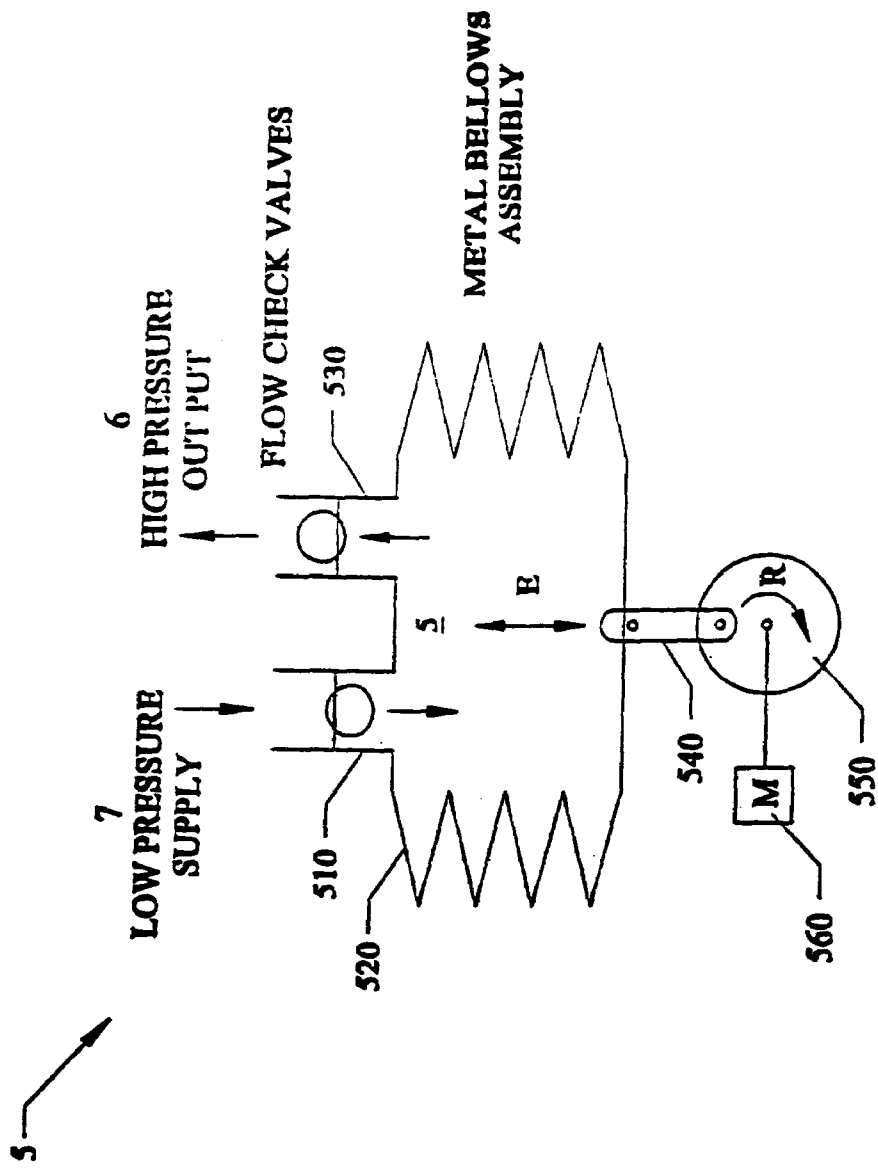 5
7
LOW PRESSURE
SUPPLY
6
HIGH PRESSURE
OUT PUT
FLOW CHECK VALVES
510
530
520
5
E
METAL BELLOWS
ASSEMBLY
540
R
M
550
560